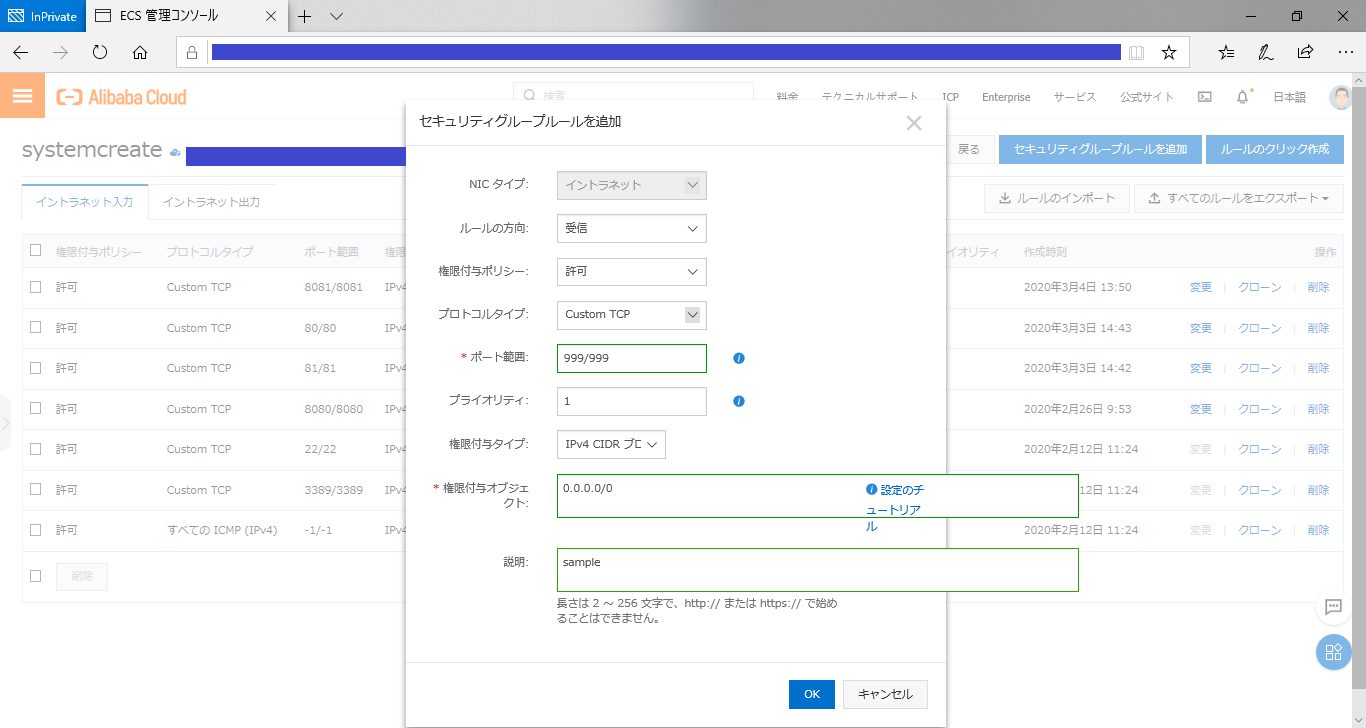 InPrivate
ECS 管理コンソール
Alibaba Cloud
検索
料金
テクニカルサポート
ICP
Enterprise
サービス
公式サイト
日本語
systemcreate
戻る
セキュリティグループルールを追加
ルールのクリック作成
イントラネット入力
イントラネット出力
ルールのインポート
すべてのルールをエクスポート
権限付与ポリシー プロトコルタイプ ポート範囲 権限 イオリティ 作成時刻 操作
許可 Custom TCP 8081/8081 IPv4 2020年3月4日 13:50 変更 クローン 削除
許可 Custom TCP 80/80 IPv4 2020年3月3日 14:43 変更 クローン 削除
許可 Custom TCP 81/81 IPv4 2020年3月3日 14:42 変更 クローン 削除
許可 Custom TCP 8080/8080 IPv4 2020年2月26日 9:53 変更 クローン 削除
許可 Custom TCP 22/22 IPv4 2020年2月12日 11:24 変更 クローン 削除
許可 Custom TCP 3389/3389 IPv4 12日 11:24 変更 クローン 削除
許可 すべての ICMP (IPv4) -1/-1 IPv4 2020年2月12日 11:24 変更 クローン 削除
削除
セキュリティグループルールを追加
NIC タイプ: イントラネット
ルールの方向: 受信
権限付与ポリシー: 許可
プロトコルタイプ: Custom TCP
* ポート範囲: 999/999
プライオリティ: 1
権限付与タイプ: IPv4 CIDR ブロ
* 権限付与オブジェ
クト:
0.0.0.0/0
設定のチ
ュートリア
ル
説明: sample
長さは 2 ～ 256 文字で、http:// または https:// で始め
ることはできません。
OK
キャンセル